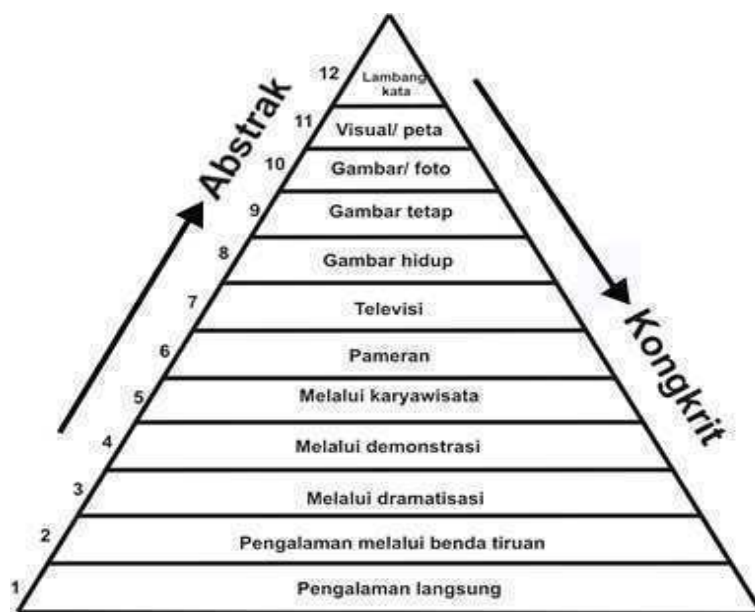 12
Lambang
kata
11
Visual/ peta
10
Gambar/ foto
9
Gambar tetap
8
Gambar hidup
7
Televisi
6
Pameran
5
Melalui karyawisata
4
Melalui demonstrasi
3
Melalui dramatisasi
2
Pengalaman melalui benda tiruan
1
Pengalaman langsung
Abstrak
Kongkrit